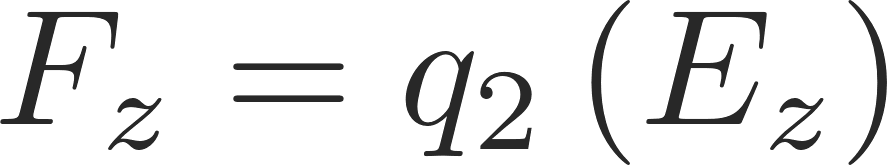 F_z = q_2 (E_z)